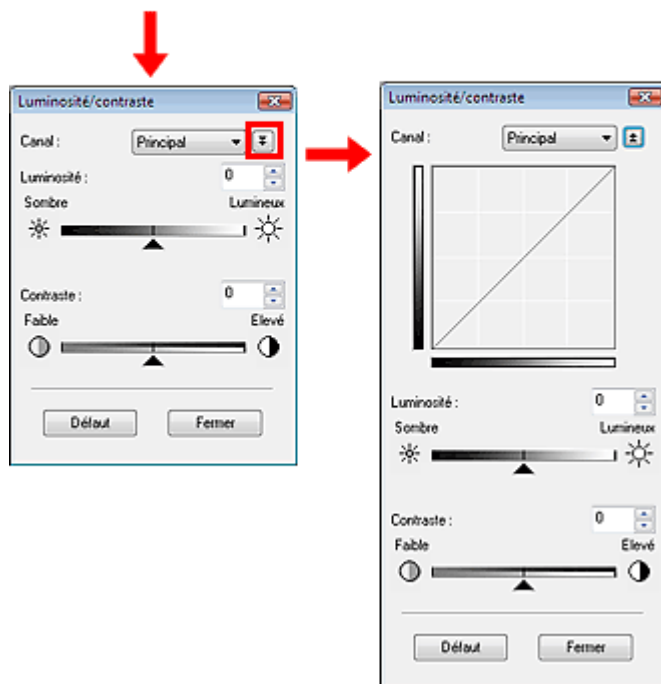 Luminosité/contraste
Canal : Principal
Luminosité : 0
Sombre Lumineux
Contraste : 0
Faible Elevé
Défaut Fermer
Luminosité/contraste
Canal : Principal
Luminosité : 0
Sombre Lumineux
Contraste : 0
Faible Elevé
Défaut Fermer